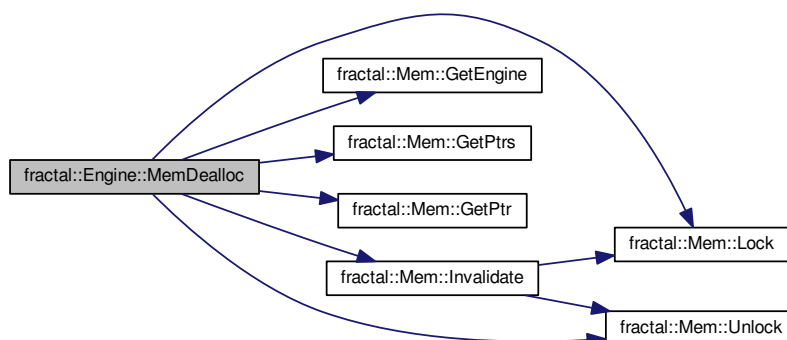 fractal::Mem::GetEngine
fractal::Mem::GetPtrs
fractal::Engine::MemDealloc
fractal::Mem::GetPtr
fractal::Mem::Lock
fractal::Mem::Invalidate
fractal::Mem::Unlock